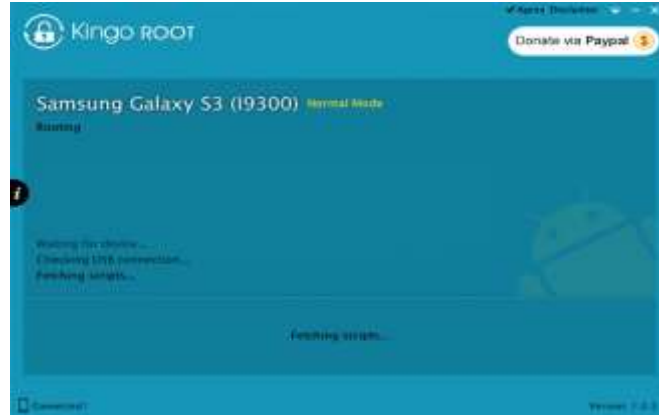 Kingo ROOT
Donate via Paypal $
Samsung Galaxy S3 (I9300) Normal Mode
Rooting
i
Waiting for device...
Checking USB connection...
Fetching scripts...
Fetching scripts...
Version